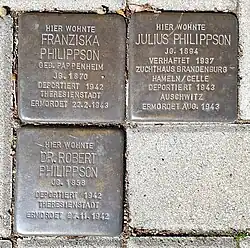 HIER WOHNTE
FRANZISKA
PHILIPPSON
GEB. PAPPENHEIM
JG. 1870
DEPORTIERT 1942
THERESIENSTADT
ERMORDET 23.2.1943
HIER WOHNTE
JULIUS PHILIPPSON
JG. 1894
VERHAFTET 1937
ZUCHTHAUS BRANDENBURG
HAMELN/CELLE
DEPORTIERT 1943
AUSCHWITZ
ERMORDET AUG. 1943
HIER WOHNTE
DR. ROBERT
PHILIPPSON
JG. 1858
DEPORTIERT 1942
THERESIENSTADT
ERMORDET 11.1942